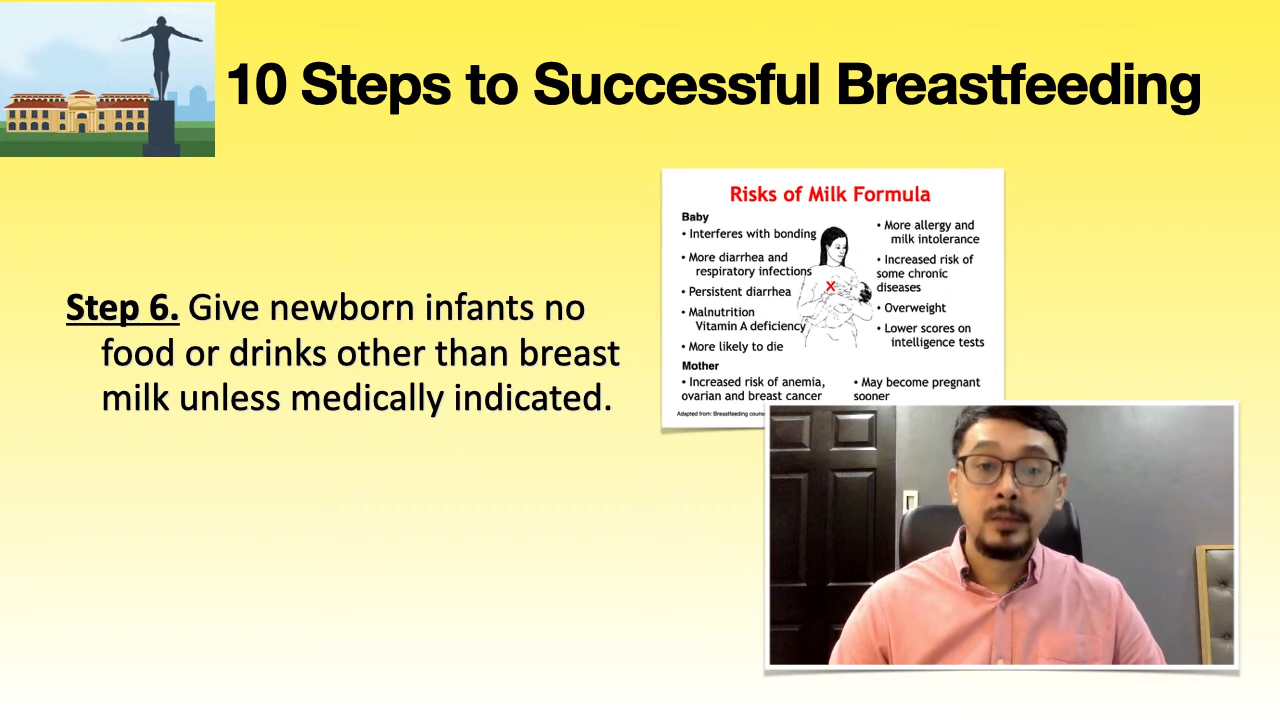 10 Steps to Successful Breastfeeding
Step 6. Give newborn infants no
food or drinks other than breast
milk unless medically indicated.
Risks of Milk Formula
Baby
• Interferes with bonding
• More diarrhea and
respiratory infections
• Persistent diarrhea
• Malnutrition
Vitamin A deficiency
• More likely to die
• More allergy and
milk intolerance
• Increased risk of
some chronic
diseases
• Overweight
• Lower scores on
intelligence tests
Mother
• Increased risk of anemia,
ovarian and breast cancer
• May become pregnant
sooner
Adapted from: Breastfeeding